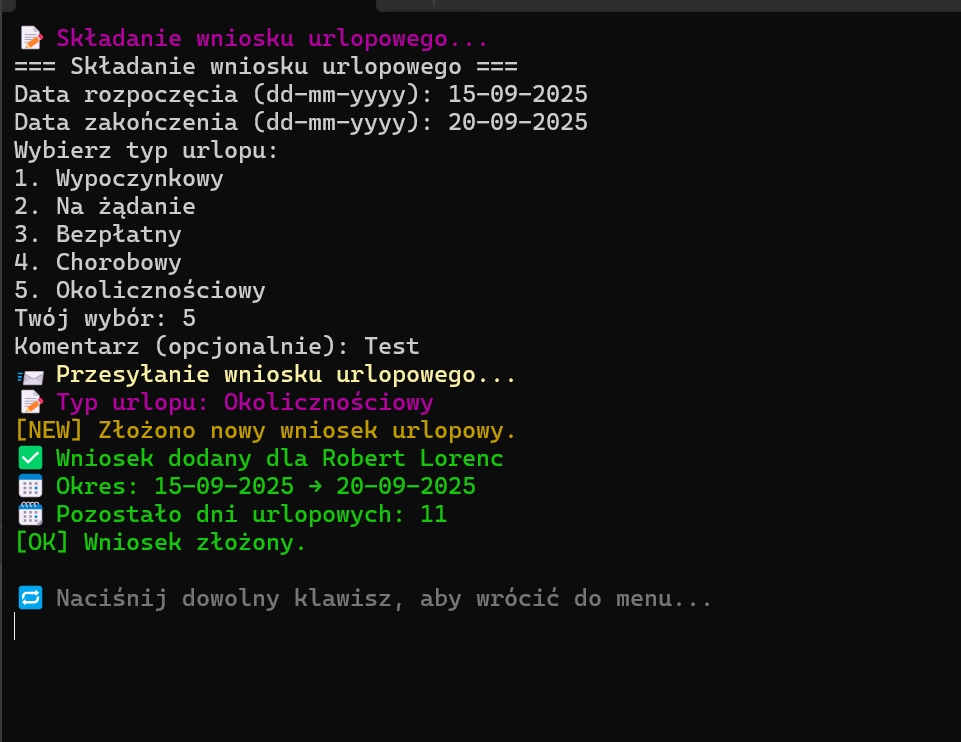 📝 Składanie wniosku urlopowego...
=== Składanie wniosku urlopowego ===
Data rozpoczęcia (dd-mm-yyyy): 15-09-2025
Data zakończenia (dd-mm-yyyy): 20-09-2025
Wybierz typ urlopu:
1. Wypoczynkowy
2. Na żądanie
3. Bezpłatny
4. Chorobowy
5. Okolicznościowy
Twój wybór: 5
Komentarz (opcjonalnie): Test
📨 Przesyłanie wniosku urlopowego...
📝 Typ urlopu: Okolicznościowy
[NEW] Złożono nowy wniosek urlopowy.
✅ Wniosek dodany dla Robert Lorenc
📅 Okres: 15-09-2025 → 20-09-2025
🗓 Pozostało dni urlopowych: 11
[OK] Wniosek złożony.
🔁 Naciśnij dowolny klawisz, aby wrócić do menu...